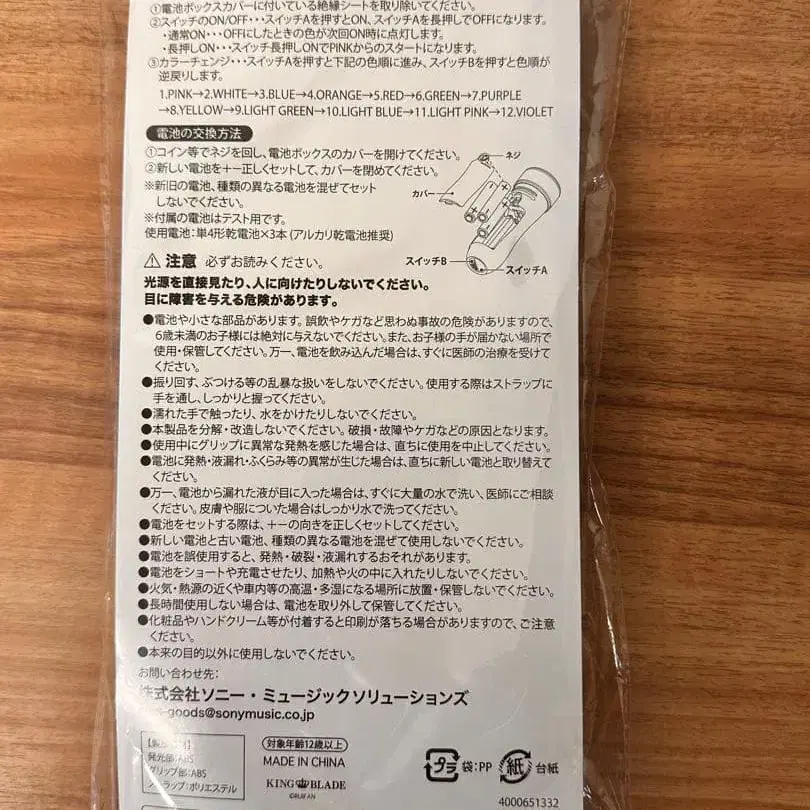 ①電池ボックスカバーに付いている絶縁シートを取り除いてください。
②スイッチのON/OFF・・・スイッチAを押すとON、スイッチAを長押しでOFFになります。
・通常ON・・・OFFにしたときの色が次回ON時に点灯します。
・長押しON・・・スイッチ長押しONでPINKからのスタートになります。
③カラーチェンジ・・・スイッチAを押すと下記の色順に進み、スイッチBを押すと色順が
逆戻りします。
1.PINK→2.WHITE→3.BLUE→4.ORANGE→5.RED→6.GREEN→7.PURPLE
→8.YELLOW→9.LIGHT GREEN→10.LIGHT BLUE→11.LIGHT PINK→12.VIOLET
電池の交換方法
①コイン等でネジを回し、電池ボックスのカバーを開けてください。
②新しい電池を+−正しくセットして、カバーを閉めてください。
※新旧の電池、種類の異なる電池を混ぜてセット
しないでください。
※付属の電池はテスト用です。
使用電池:単4形乾電池×3本(アルカリ乾電池推奨)
ネジ
カバー
スイッチB
スイッチA
⚠ 注意 必ずお読みください。
光源を直接見たり、人に向けたりしないでください。
目に障害を与える危険があります。
●電池や小さな部品があります。誤飲やケガなど思わぬ事故の危険がありますので、
6歳未満のお子様には絶対に与えないでください。また、お子様の手が届かない場所で
使用・保管してください。万一、電池を飲み込んだ場合は、すぐに医師の治療を受けて
ください。
●振り回す、ぶつける等の乱暴な扱いをしないでください。使用する際はストラップに
手を通し、しっかりと握ってください。
●濡れた手で触ったり、水をかけたりしないでください。
●本製品を分解・改造しないでください。破損・故障やケガなどの原因となります。
●使用中にグリップに異常な発熱を感じた場合は、直ちに使用を中止してください。
●電池に発熱・液漏れ・ふくらみ等の異常が生じた場合は、直ちに新しい電池と取り替えて
ください。
●万一、電池から漏れた液が目に入った場合は、すぐに大量の水で洗い、医師にご相談
ください。皮膚や服についた場合はしっかり水で洗ってください。
●電池をセットする際は、+−の向きを正しくセットしてください。
●新しい電池と古い電池、種類の異なる電池を混ぜて使用しないでください。
●電池を誤使用すると、発熱・破裂・液漏れするおそれがあります。
●電池をショートや充電させたり、加熱や火の中に入れたりしないでください。
●火気・熱源の近くや車内等の高温・多湿になる場所に放置・保管しないでください。
●長時間使用しない場合は、電池を取り外して保管してください。
●化粧品やハンドクリーム等が付着すると印刷が落ちる場合がありますので、ご注意
ください。
●本来の目的以外に使用しないでください。
お問い合わせ先:
株式会社ソニー・ミュージックソリューションズ
-goods@sonymusic.co.jp
発光部:ABS
グリップ部:ABS
ストラップ:ポリエステル
対象年齢12歳以上
MADE IN CHINA
KING BLADE
©RUIFAN
プラ 袋:PP 紙 台紙
4000651332